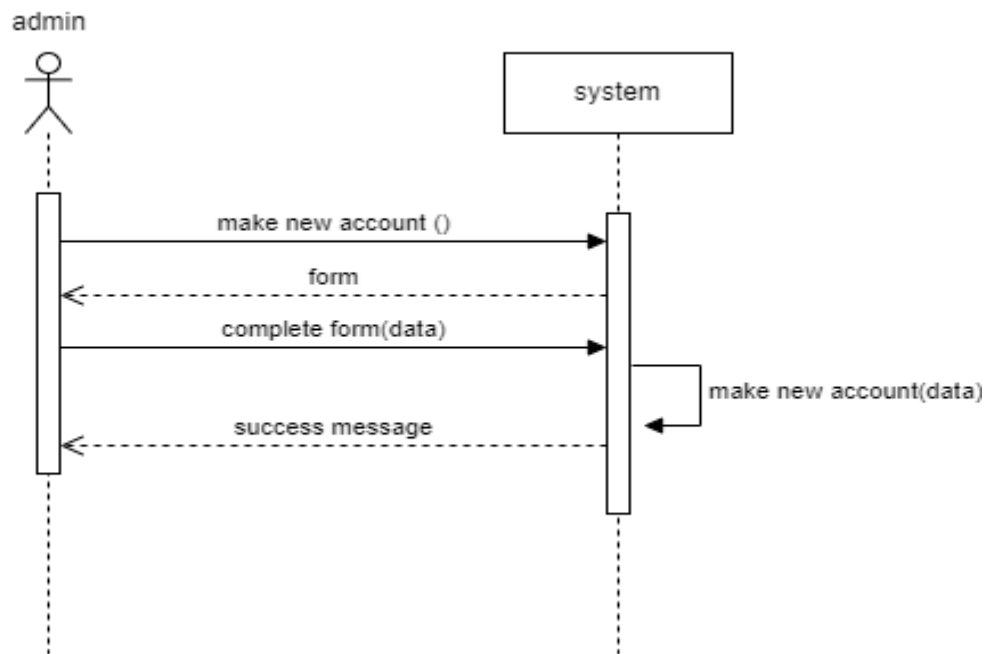 admin
system
make new account ()
form
complete form(data)
make new account(data)
success message